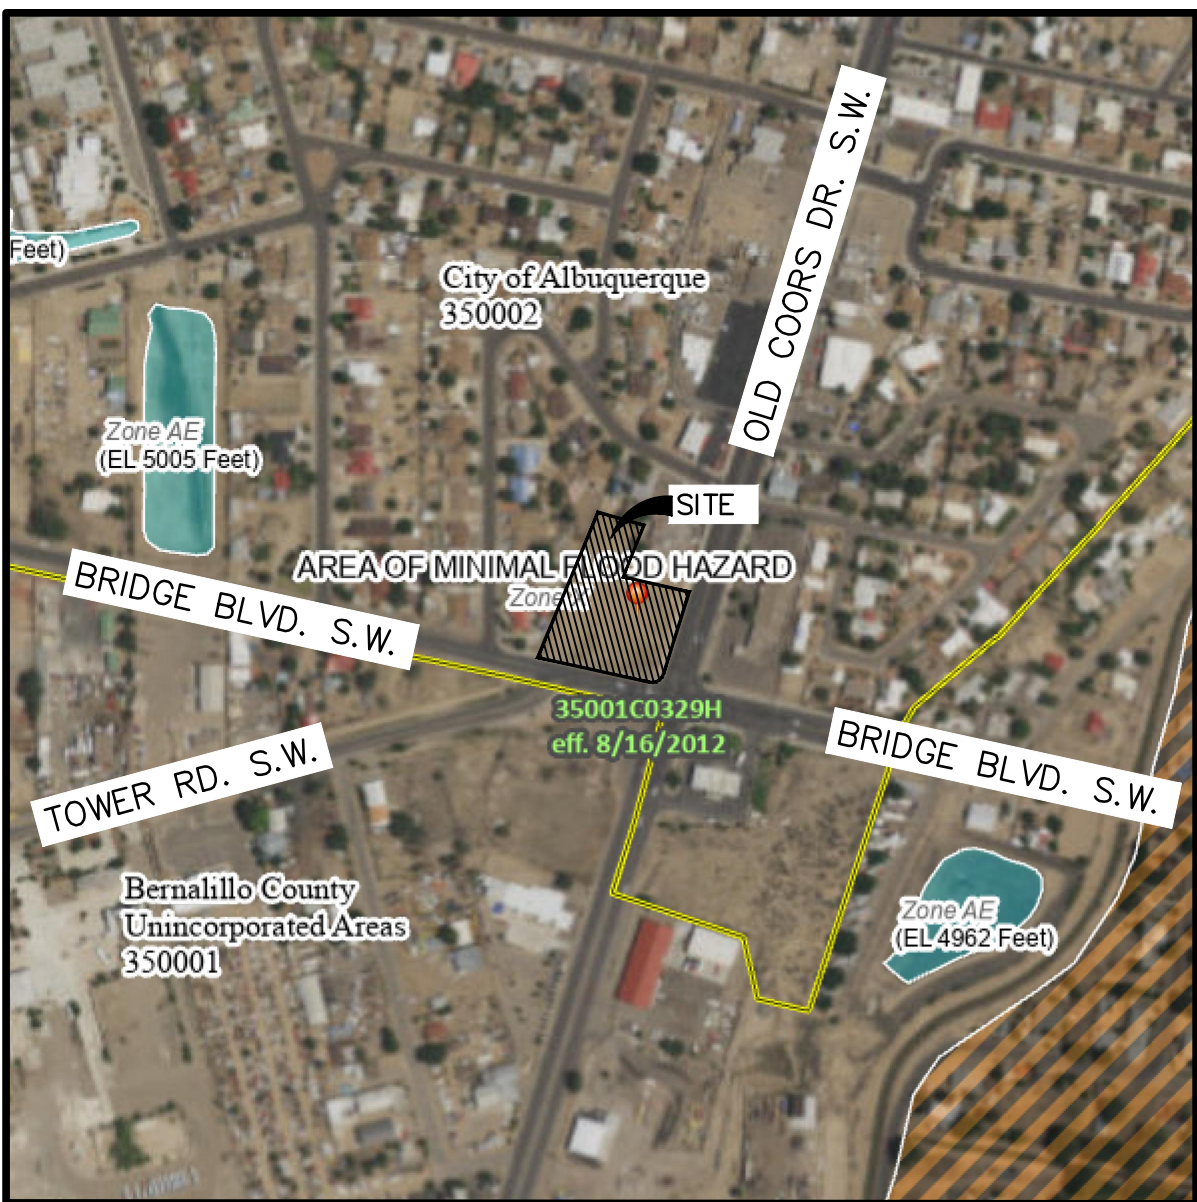 OLD COORS DR. S.W.
Feet)
City of Albuquerque
350002
Zone AE
(EL 5005 Feet)
SITE
AREA OF MINIMAL FLOOD HAZARD
Zone X
BRIDGE BLVD. S.W.
35001C0329H
eff. 8/16/2012
BRIDGE BLVD. S.W.
TOWER RD. S.W.
Bernalillo County
Unincorporated Areas
350001
Zone AE
(EL 4962 Feet)